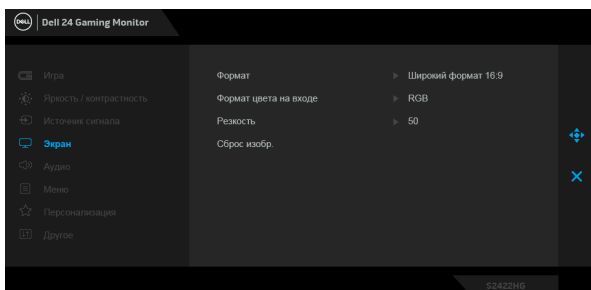 DELL Dell 24 Gaming Monitor
Игра
Формат Широкий формат 16:9
Яркость / контрастность
Формат цвета на входе RGB
Источник сигнала
Резкость 50
Экран
Сброс изобр.
Аудио
Меню
Персонализация
Другое
S2422HG